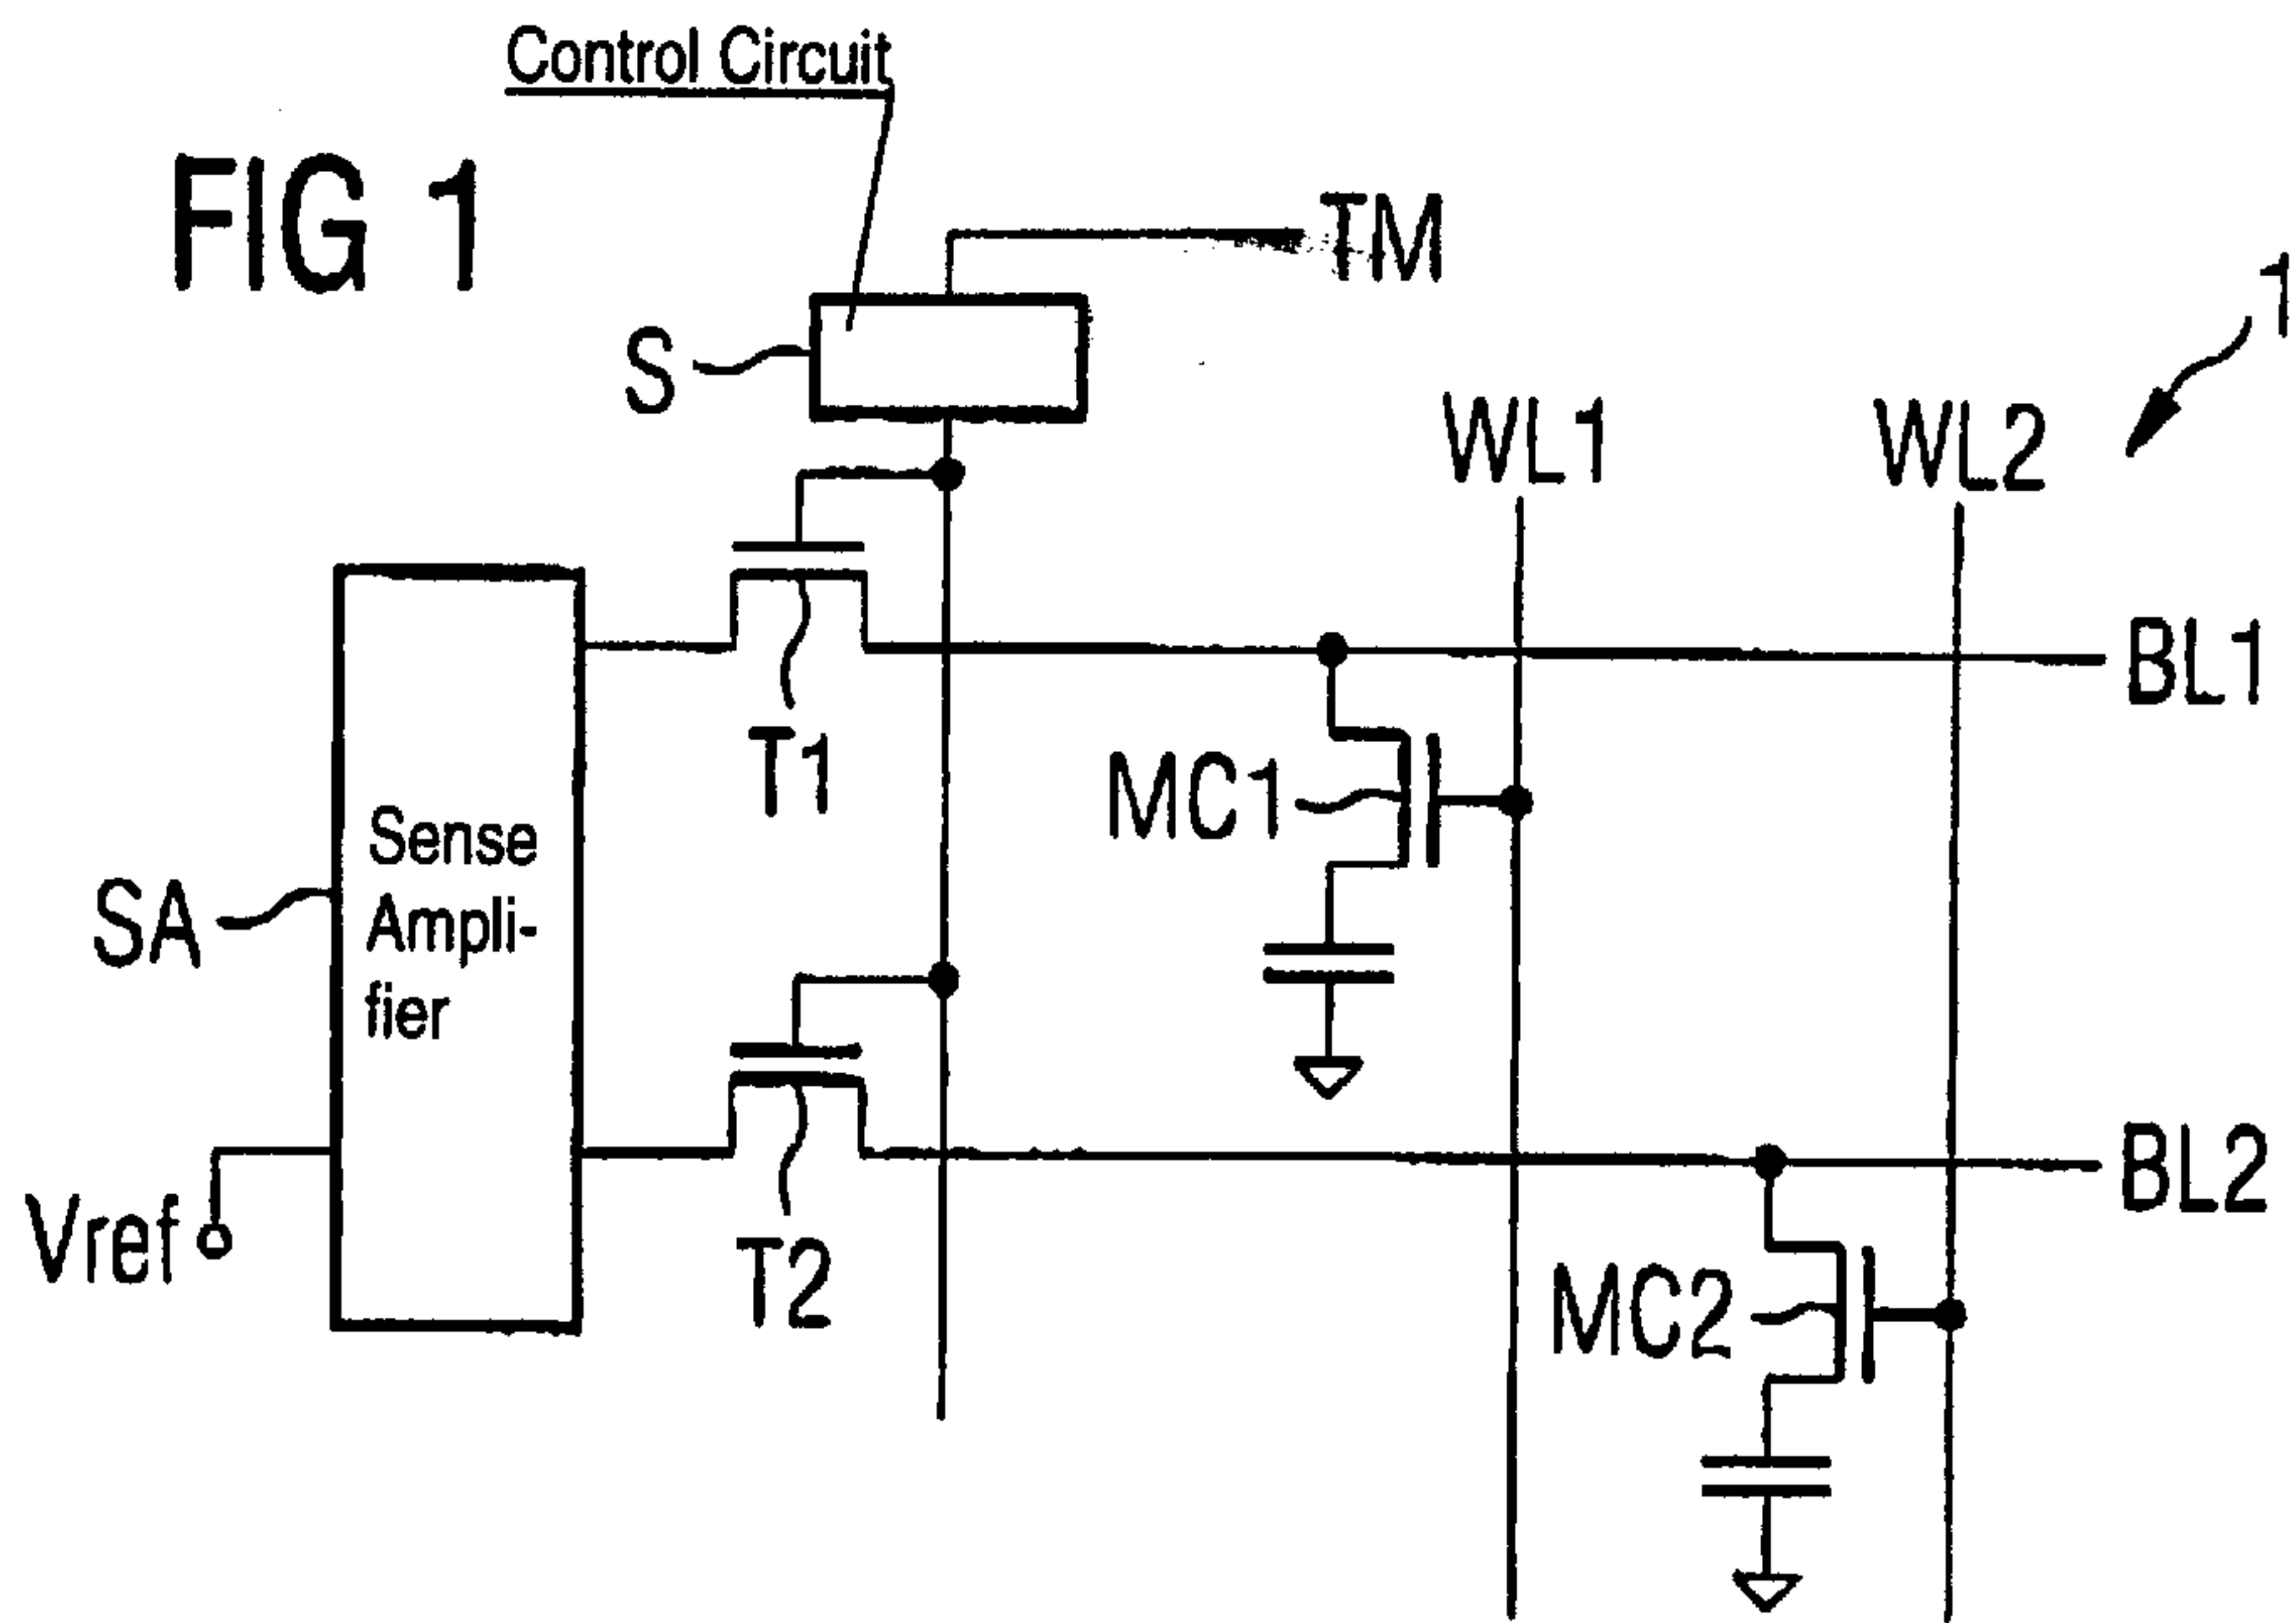 Control Circuit
FIG 1
TM
1
S
WL1
WL2
BL1
T1
MC1
Sense
Ampli-
fier
SA
BL2
Vref
T2
MC2